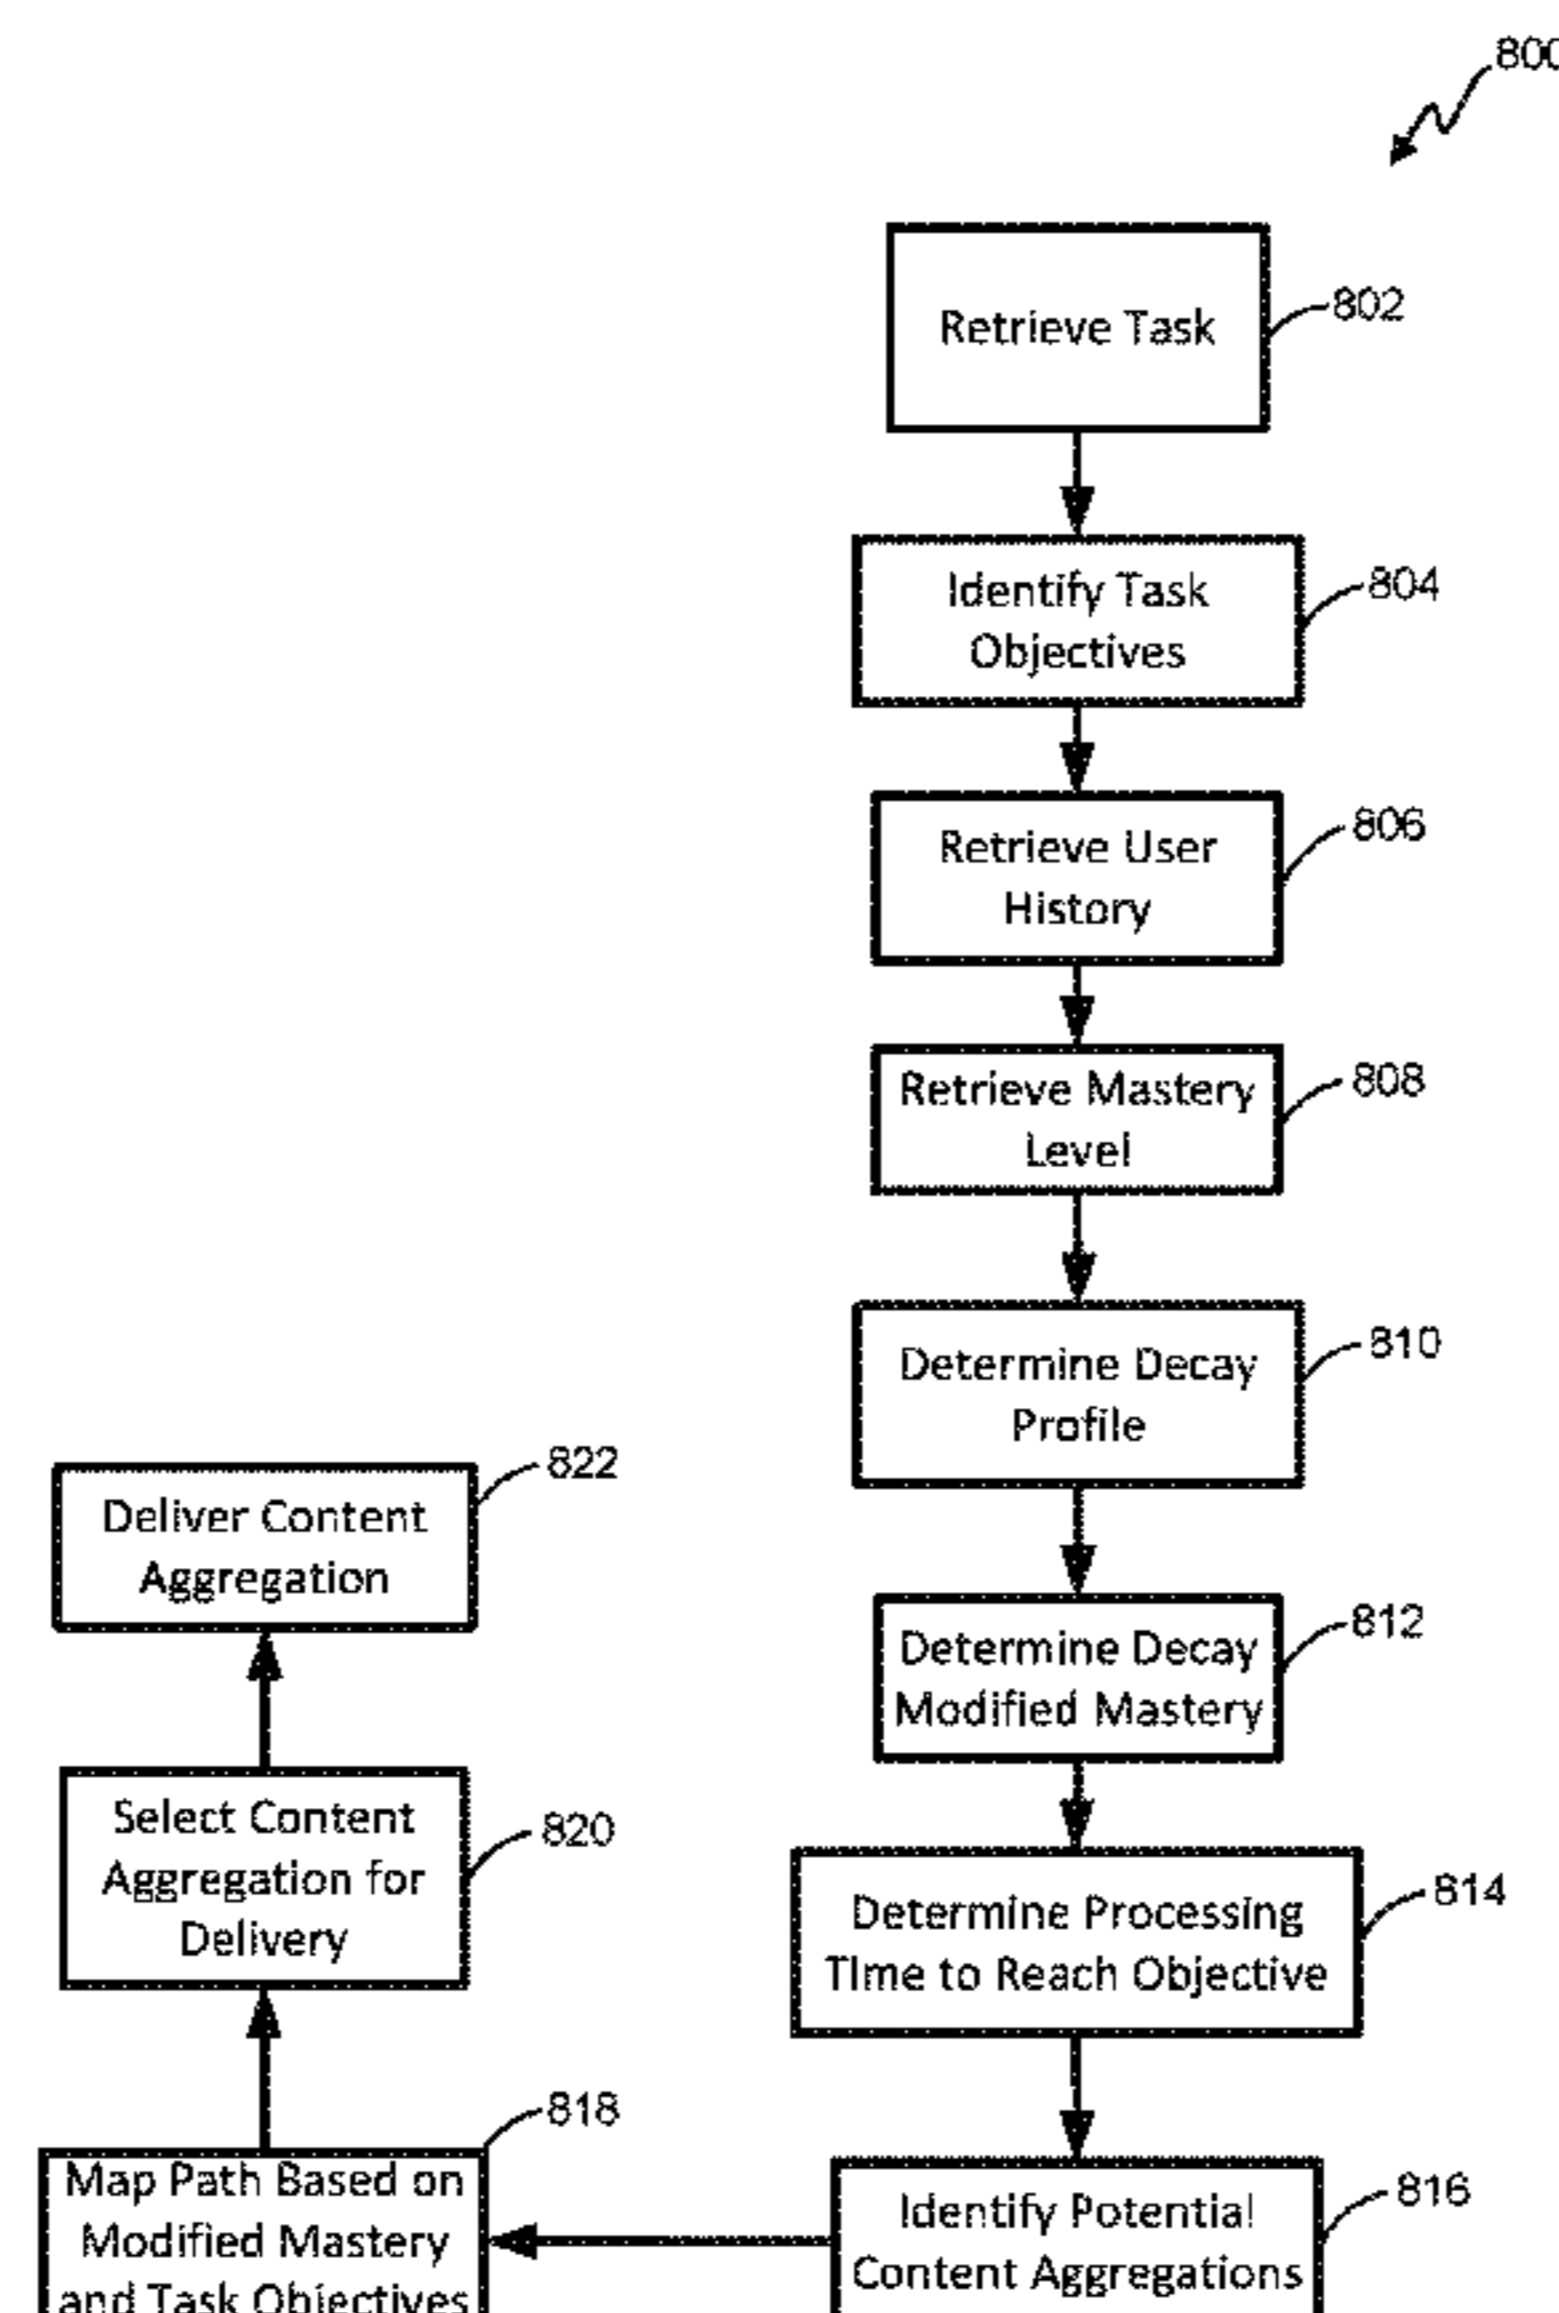 800
Retrieve Task
802
Identify Task
Objectives
804
Retrieve User
History
806
Retrieve Mastery
Level
808
Determine Decay
Profile
810
Determine Decay
Modified Mastery
812
Determine Processing
Time to Reach Objective
814
Identify Potential
Content Aggregations
816
Map Path Based on
Modified Mastery
and Task Objectives
818
Select Content
Aggregation for
Delivery
820
Deliver Content
Aggregation
822